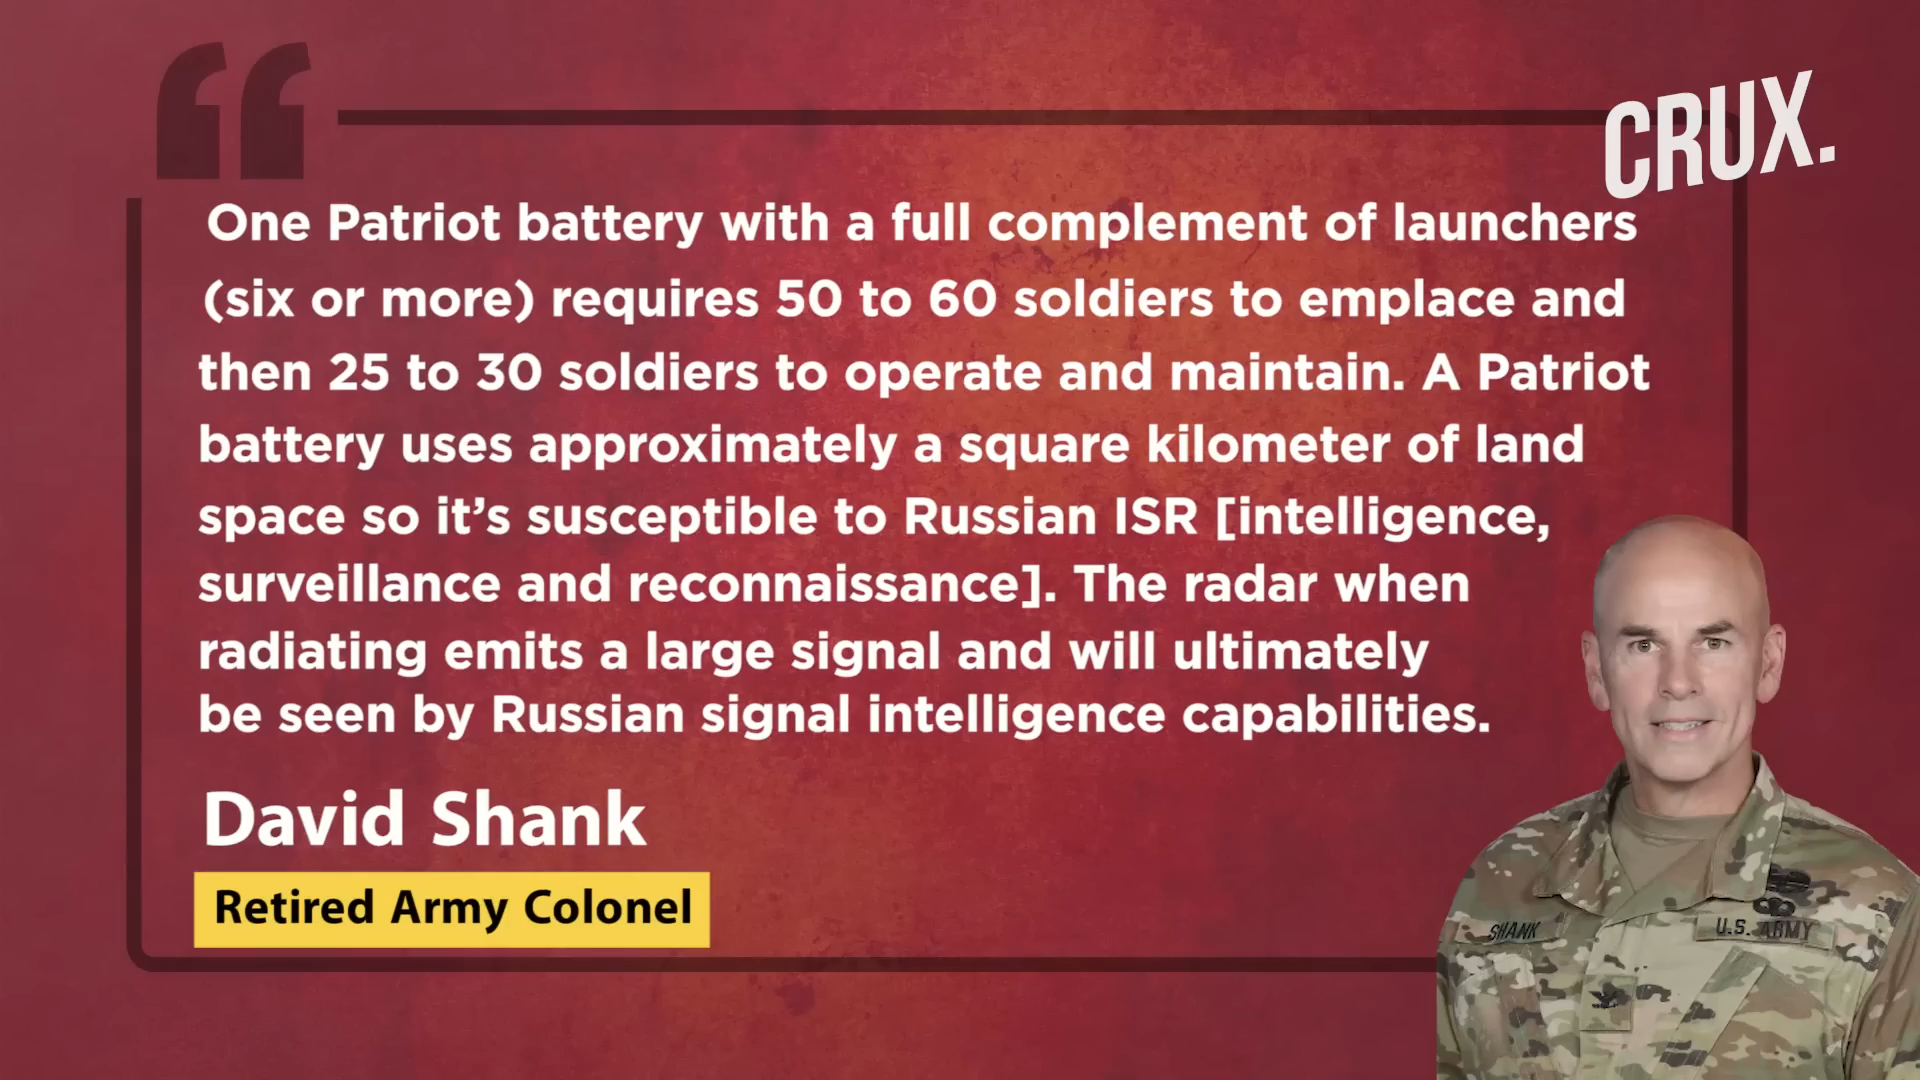 CRUX.
One Patriot battery with a full complement of launchers
(six or more) requires 50 to 60 soldiers to emplace and
then 25 to 30 soldiers to operate and maintain. A Patriot
battery uses approximately a square kilometer of land
space so it’s susceptible to Russian ISR [intelligence,
surveillance and reconnaissance]. The radar when
radiating emits a large signal and will ultimately
be seen by Russian signal intelligence capabilities.
David Shank
Retired Army Colonel
SHANK
U.S. ARMY